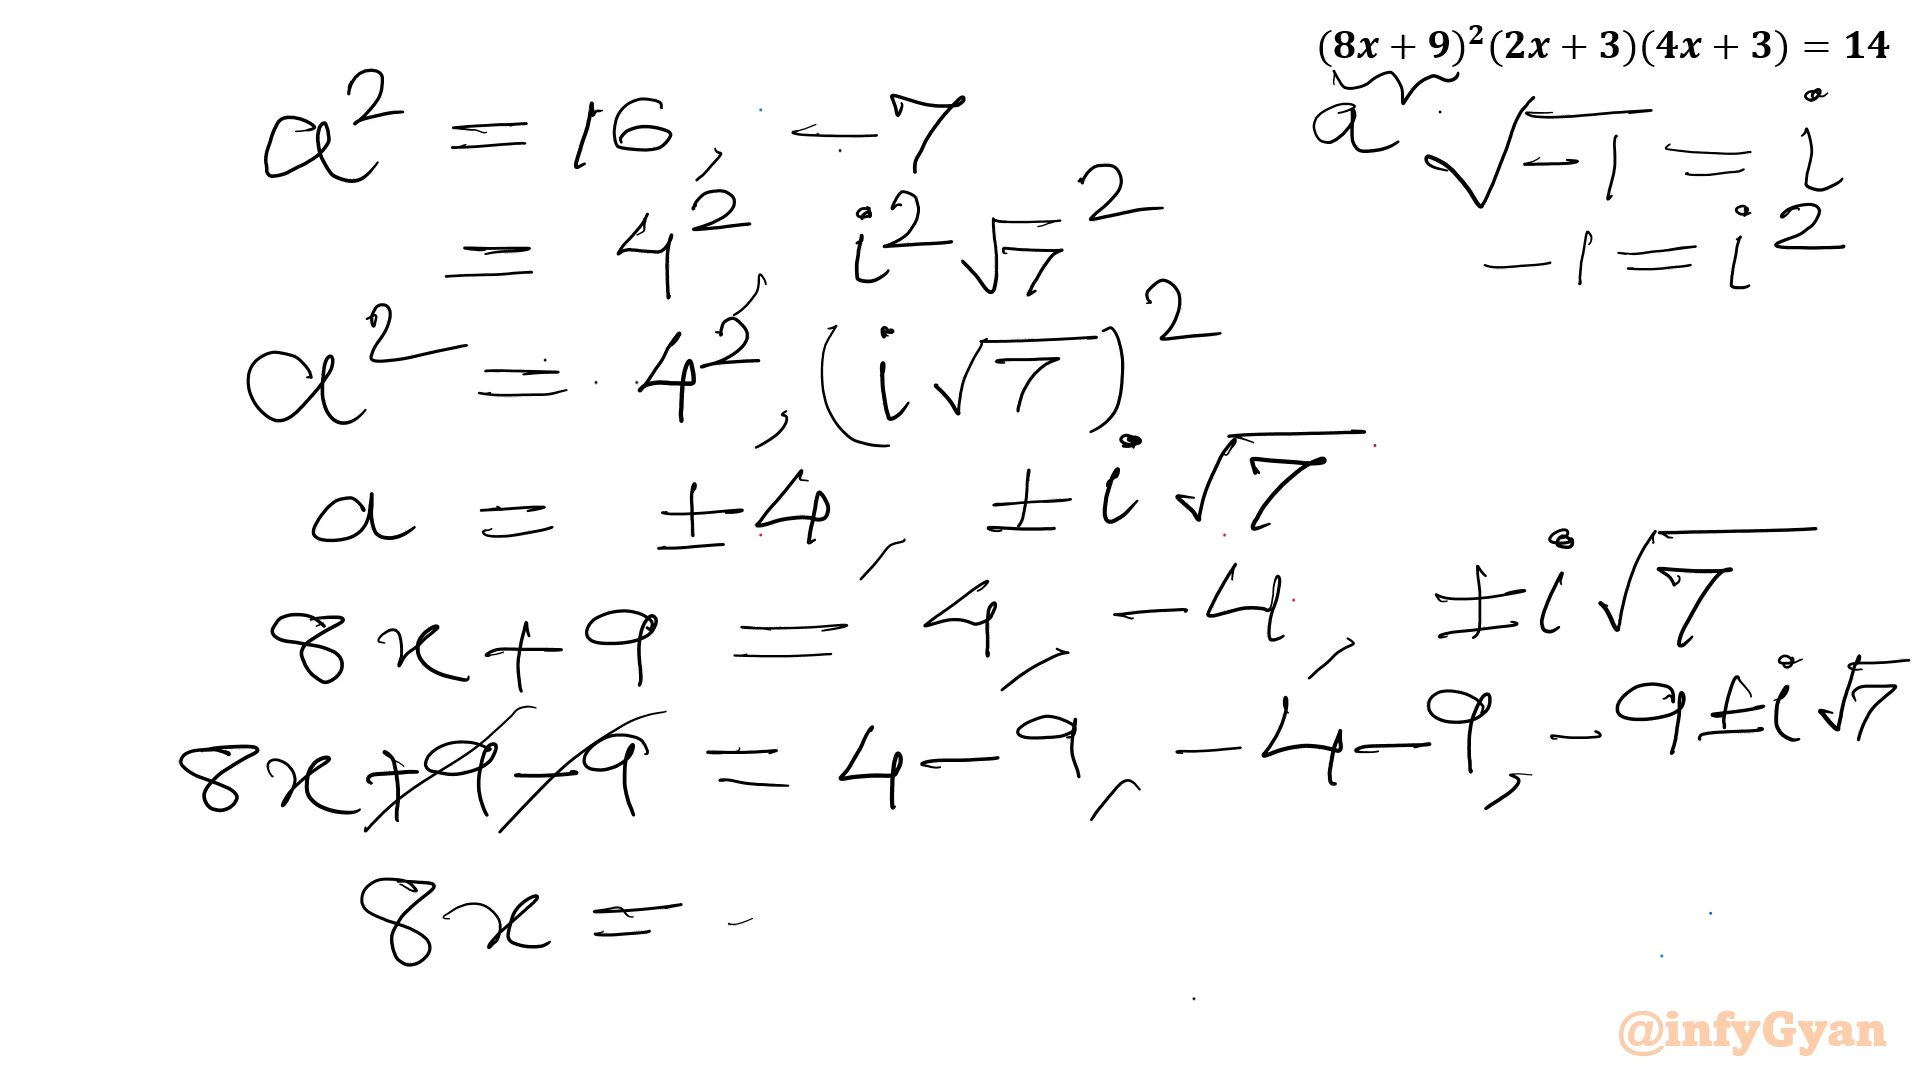 (8x + 9)²(2x + 3)(4x + 3) = 14
a
√-1 = i
-1 = i²
a² = 16, -7
= 4², i²√7²
a² = 4², (i√7)²
a = ±4, ±i√7
8x + 9 = 4, -4, ±i√7
8x + 9 - 9 = 4 - 9, -4 - 9, -9 ± i√7
8x = -
@infyGyan